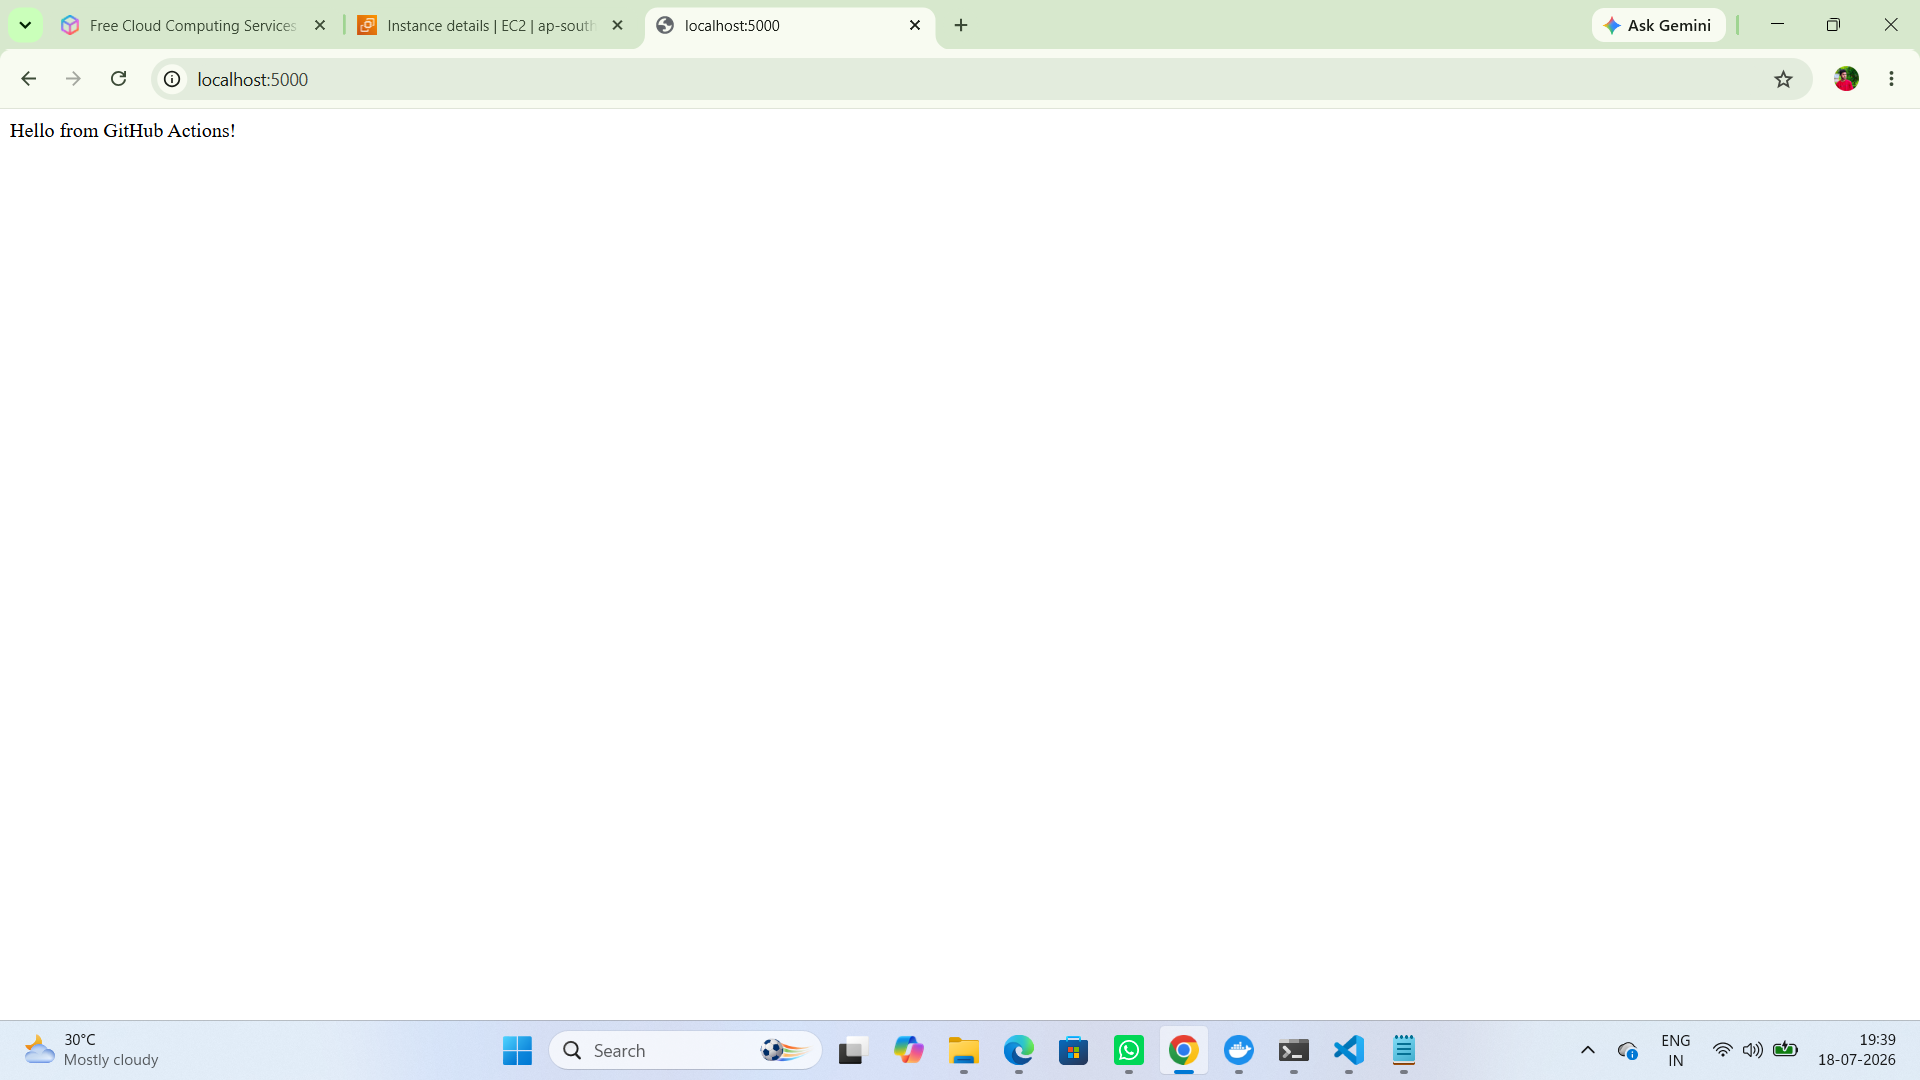 Free Cloud Computing Services
Instance details | EC2 | ap-south
localhost:5000
Ask Gemini
localhost:5000
Hello from GitHub Actions!
30°C
Mostly cloudy
Search
ENG
IN
19:39
18-07-2026